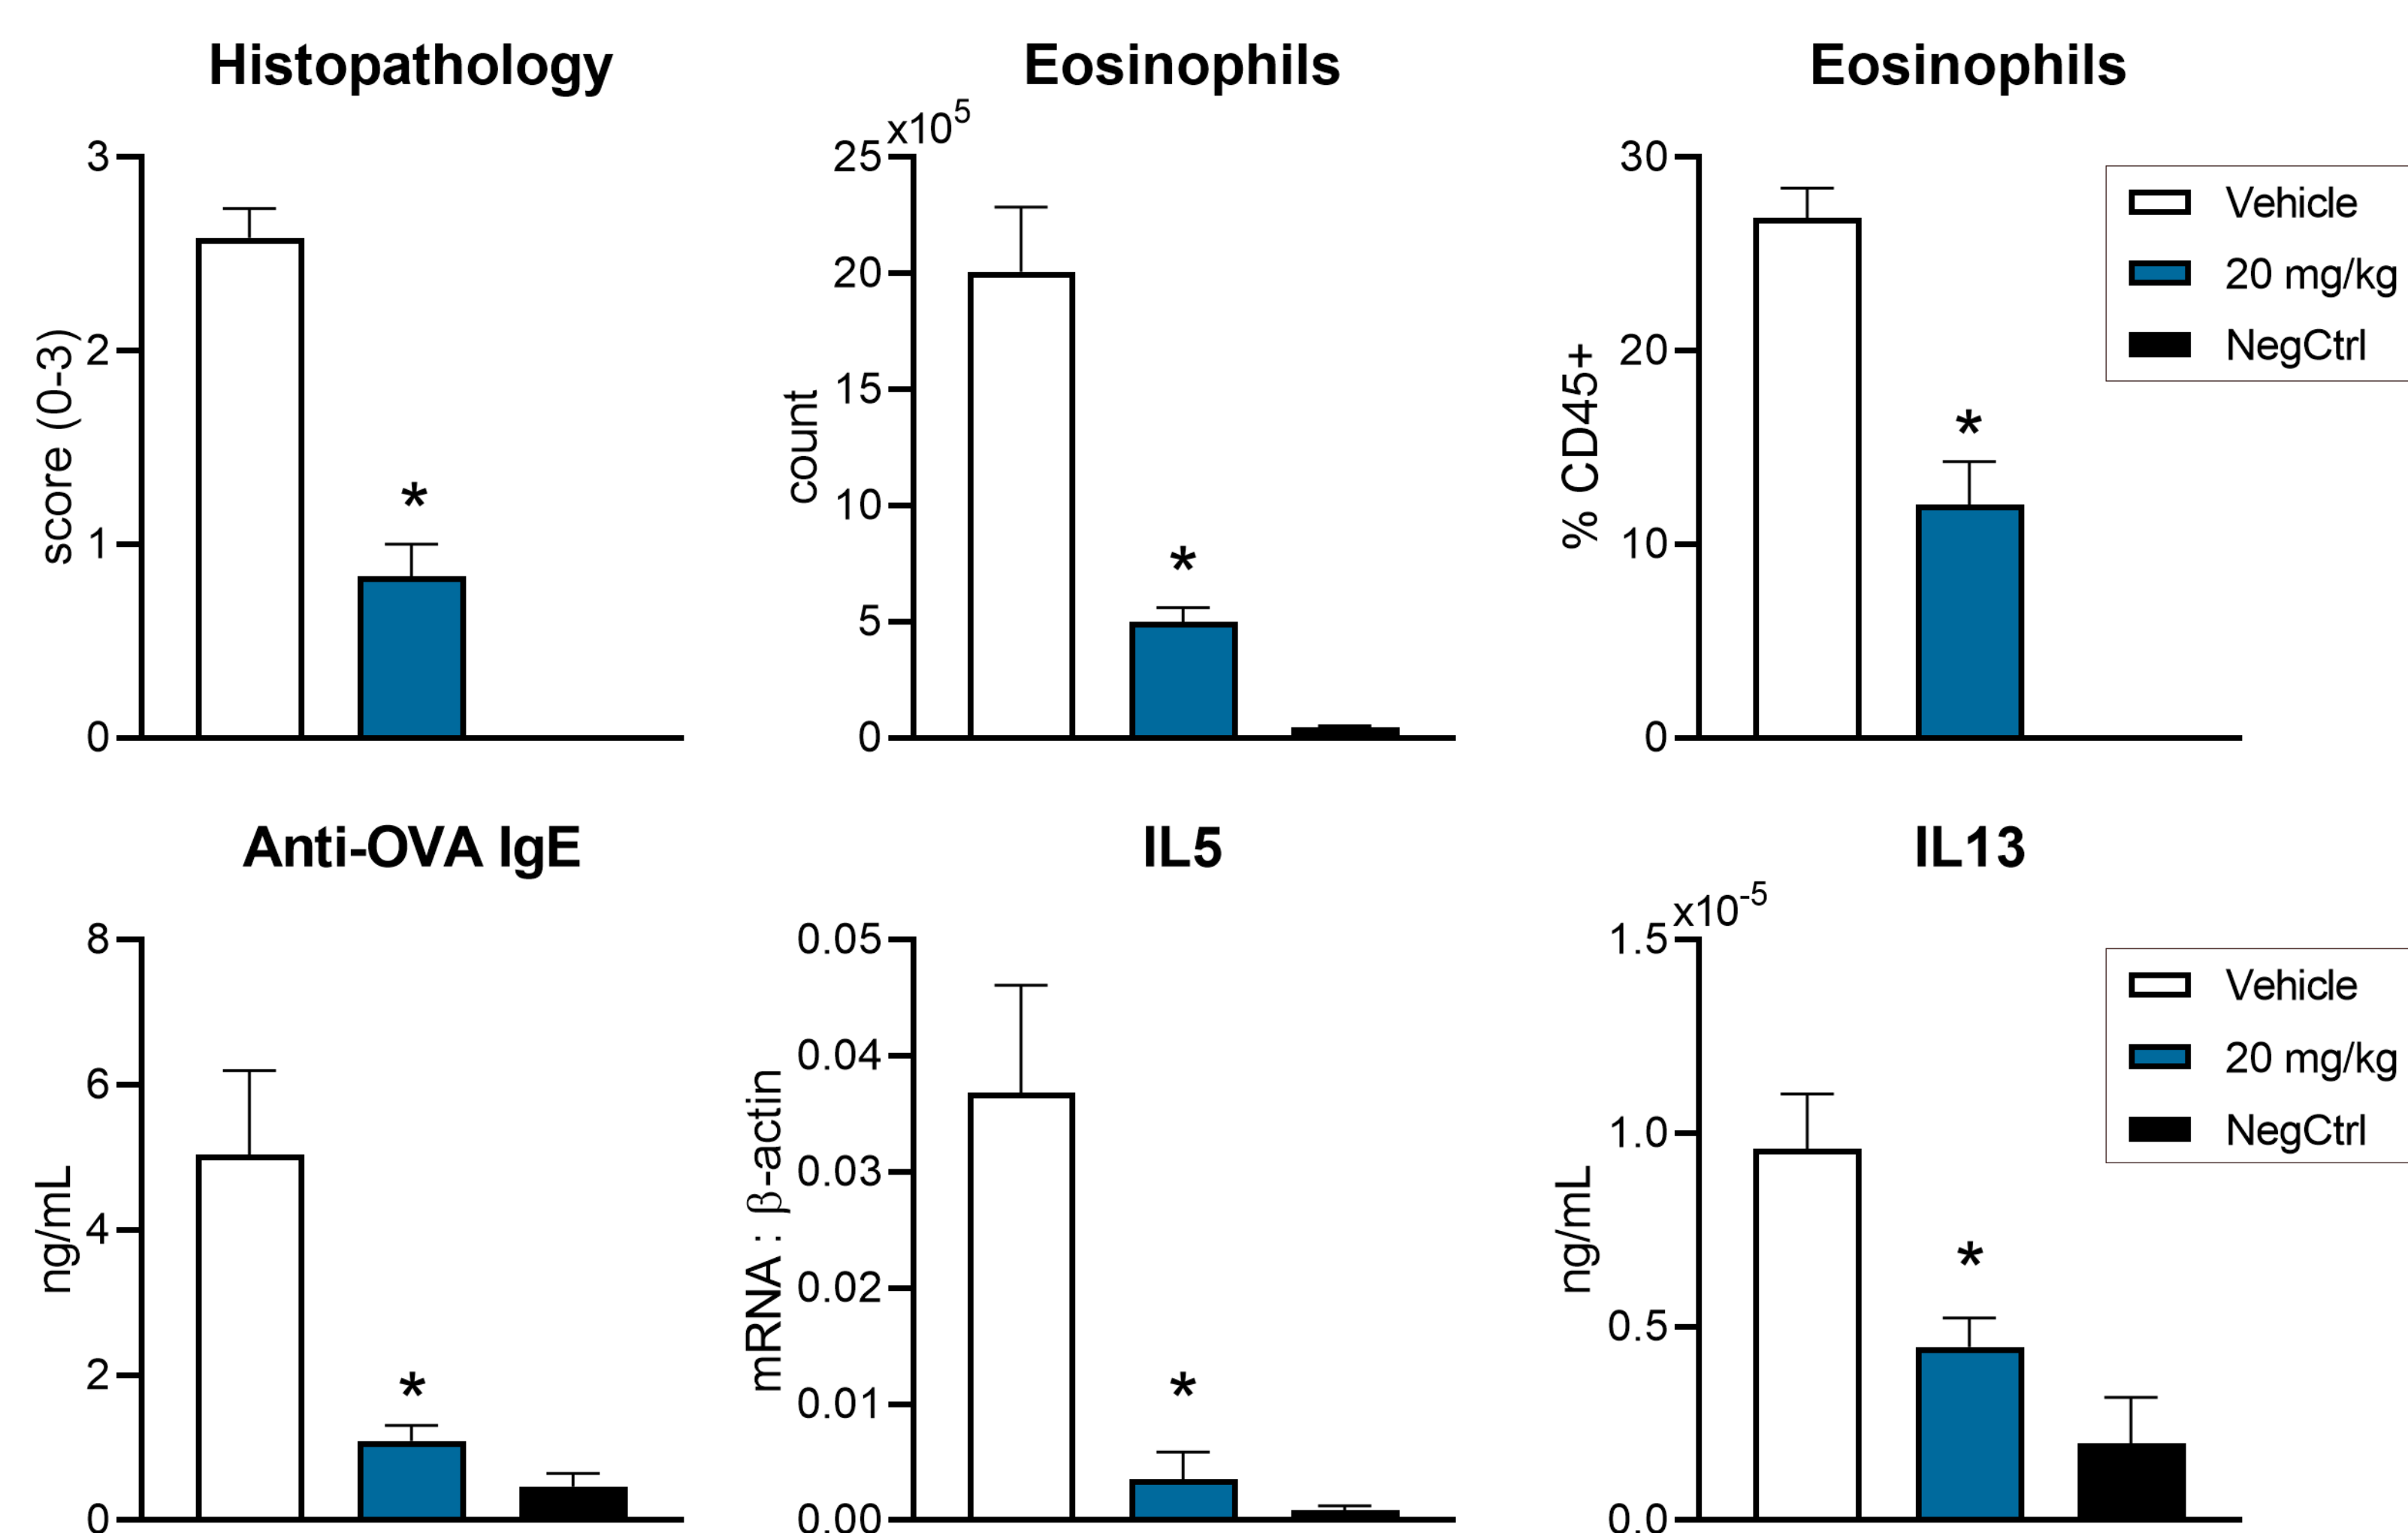 Histopathology
score (0-3)
3
2
1
0
*
Eosinophils
x10^5
count
25
20
15
10
5
0
*
Eosinophils
% CD45+
30
20
10
0
*
Vehicle
20 mg/kg
NegCtrl
Anti-OVA IgE
ng/mL
8
6
4
2
0
*
IL5
mRNA : β-actin
0.05
0.04
0.03
0.02
0.01
0.00
*
IL13
x10^-5
ng/mL
1.5
1.0
0.5
0.0
*
Vehicle
20 mg/kg
NegCtrl